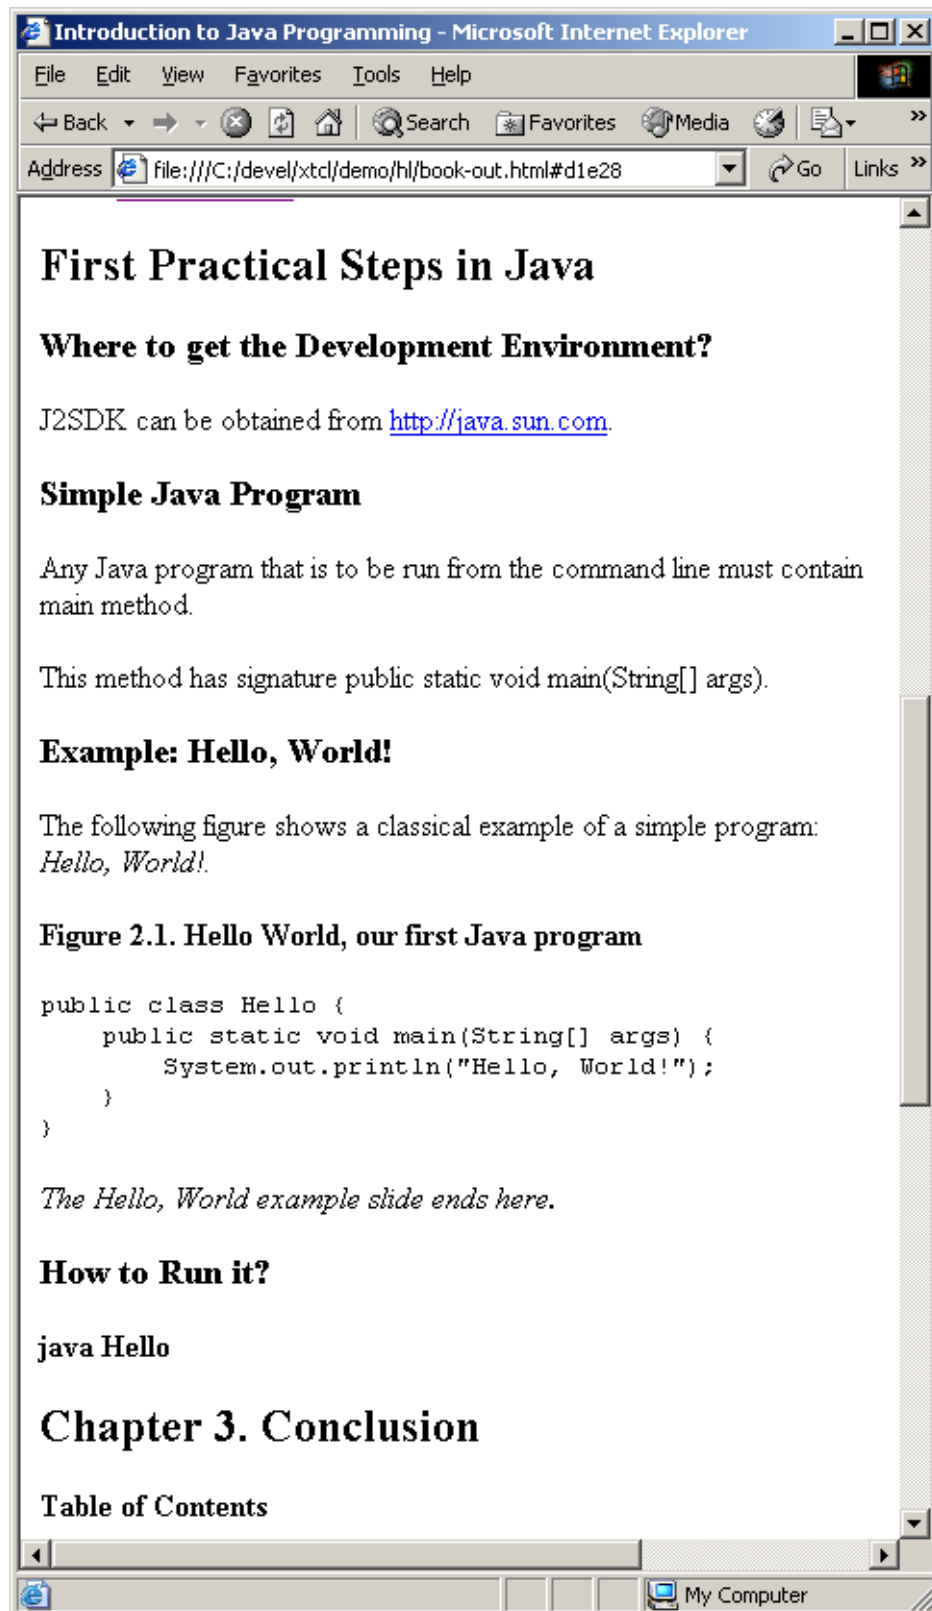 Introduction to Java Programming - Microsoft Internet Explorer
File Edit View Favorites Tools Help
Back Search Favorites Media »
Address file:///C:/devel/xtcl/demo/hl/book-out.html#d1e28 Go Links »
First Practical Steps in Java
Where to get the Development Environment?
J2SDK can be obtained from http://java.sun.com.
Simple Java Program
Any Java program that is to be run from the command line must contain
main method.
This method has signature public static void main(String[] args).
Example: Hello, World!
The following figure shows a classical example of a simple program:
Hello, World!.
Figure 2.1. Hello World, our first Java program
public class Hello {
    public static void main(String[] args) {
        System.out.println("Hello, World!");
    }
}
The Hello, World example slide ends here.
How to Run it?
java Hello
Chapter 3. Conclusion
Table of Contents
My Computer